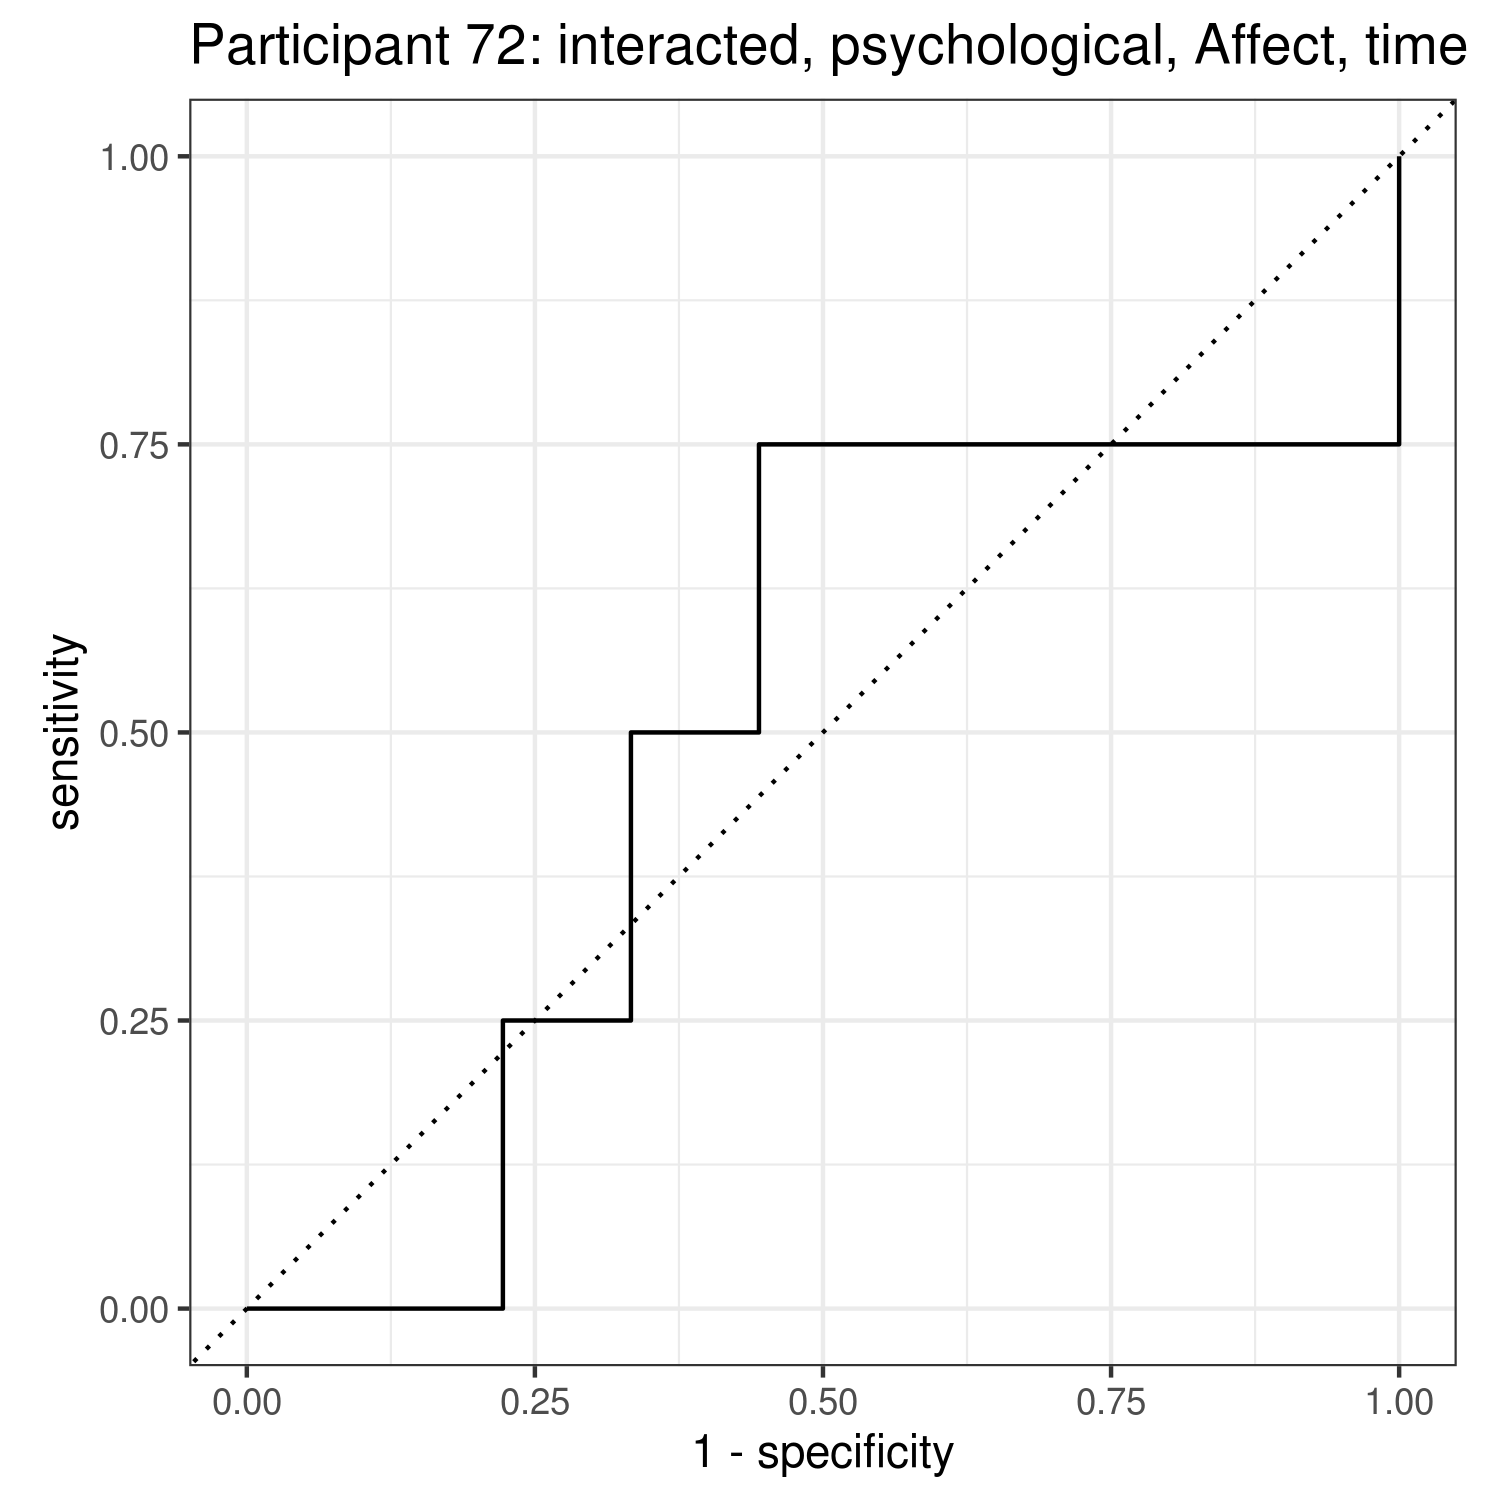 Participant 72: interacted, psychological, Affect, time
1.00
0.75
0.50
0.25
0.00
sensitivity
0.00 0.25 0.50 0.75 1.00
1 - specificity